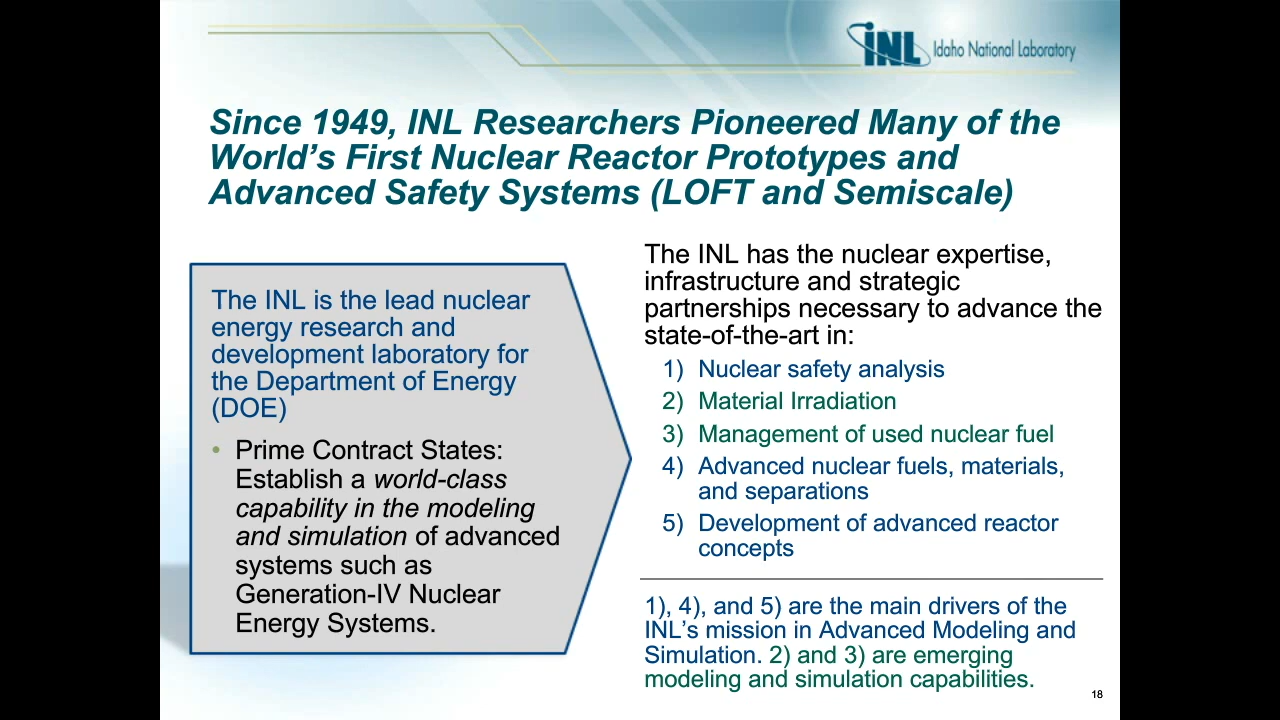 INL Idaho National Laboratory
Since 1949, INL Researchers Pioneered Many of the
World’s First Nuclear Reactor Prototypes and
Advanced Safety Systems (LOFT and Semiscale)
The INL is the lead nuclear
energy research and
development laboratory for
the Department of Energy
(DOE)
• Prime Contract States:
Establish a world-class
capability in the modeling
and simulation of advanced
systems such as
Generation-IV Nuclear
Energy Systems.
The INL has the nuclear expertise,
infrastructure and strategic
partnerships necessary to advance the
state-of-the-art in:
1) Nuclear safety analysis
2) Material Irradiation
3) Management of used nuclear fuel
4) Advanced nuclear fuels, materials,
and separations
5) Development of advanced reactor
concepts
1), 4), and 5) are the main drivers of the
INL’s mission in Advanced Modeling and
Simulation. 2) and 3) are emerging
modeling and simulation capabilities.
18